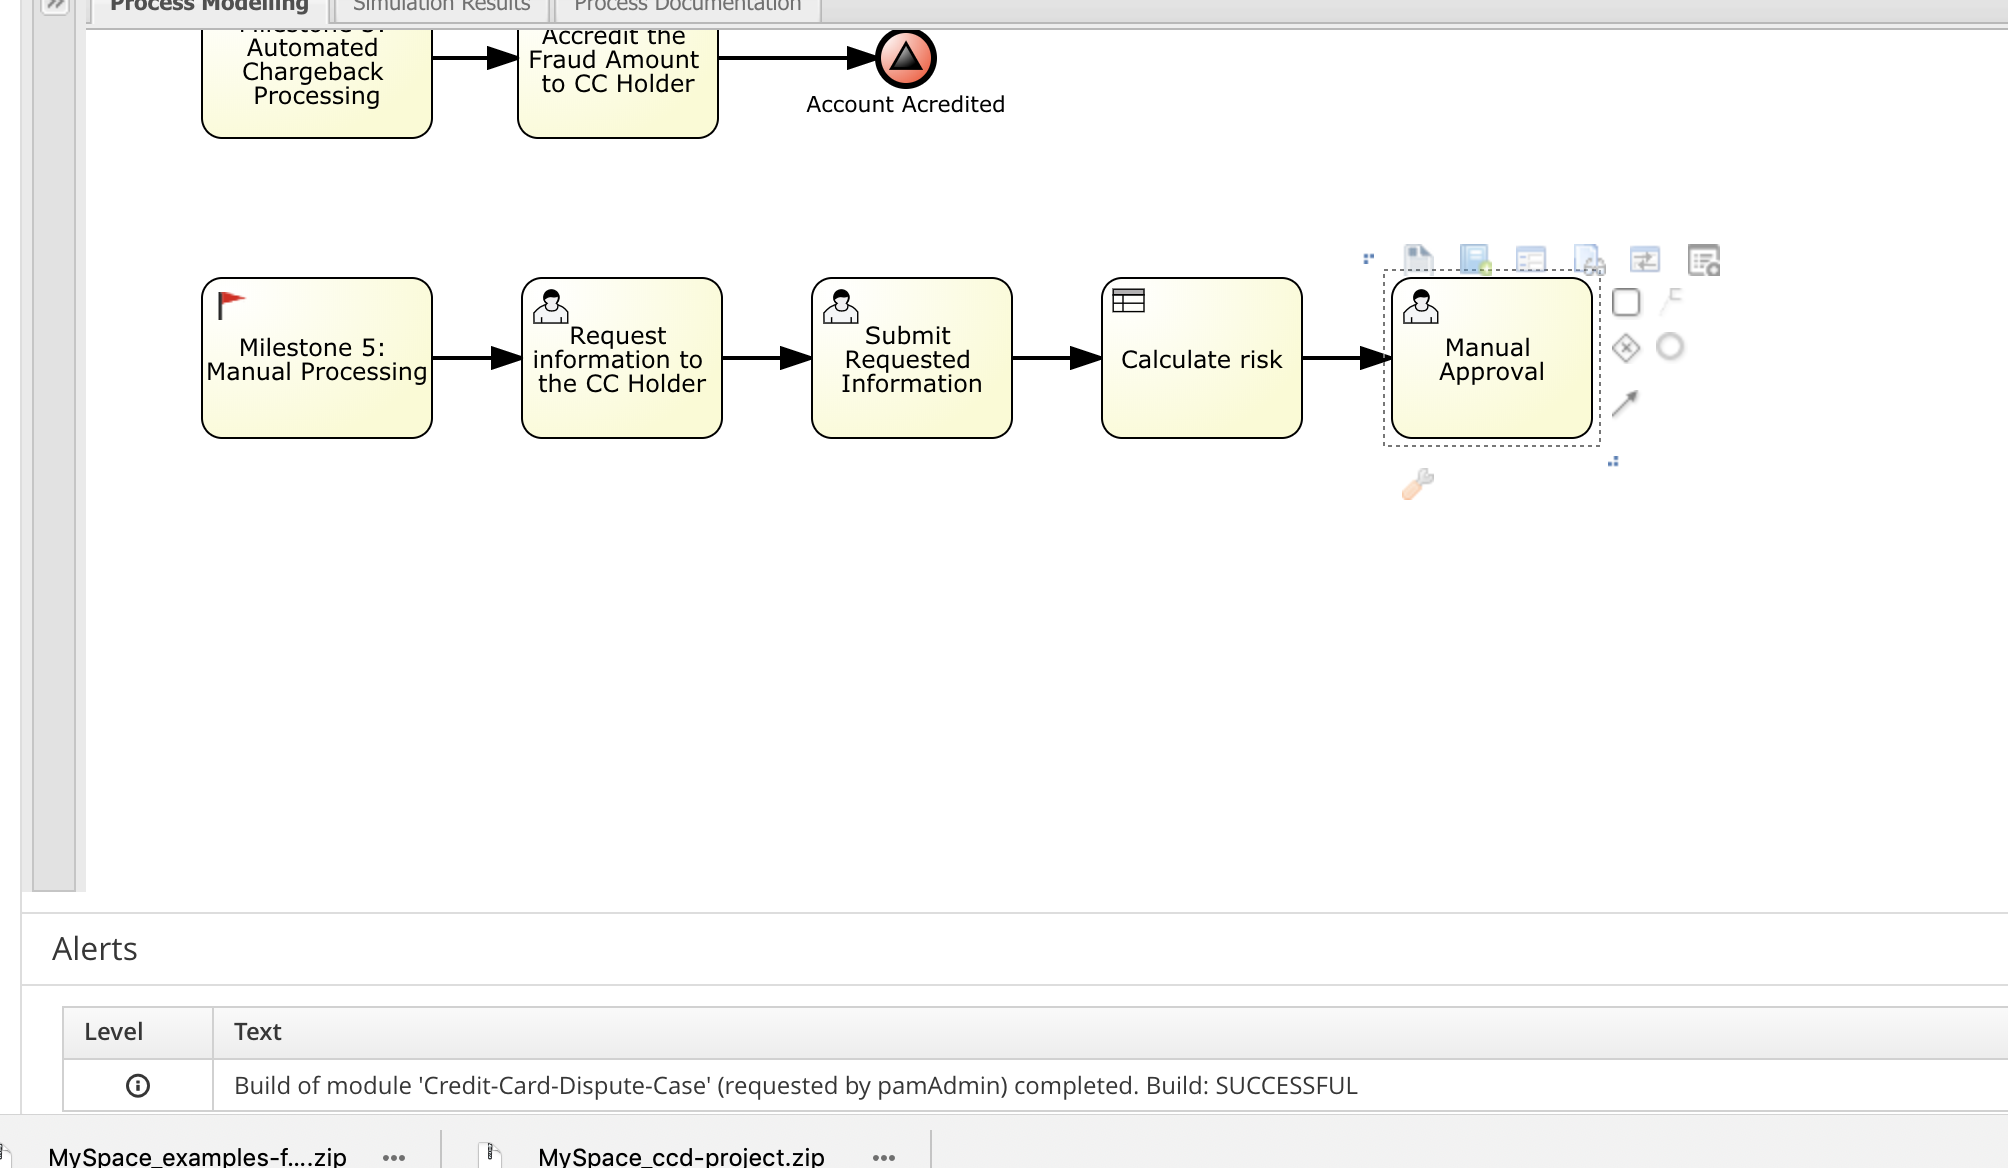 Process Modelling
Simulation Results
Process Documentation
Milestone 3:
Automated
Chargeback
Processing
Accredit the
Fraud Amount
to CC Holder
Account Acredited
Milestone 5:
Manual Processing
Request
information to
the CC Holder
Submit
Requested
Information
Calculate risk
Manual
Approval
Alerts
Level
Text
Build of module 'Credit-Card-Dispute-Case' (requested by pamAdmin) completed. Build: SUCCESSFUL
MySpace_examples-f....zip
MySpace_ccd-project.zip